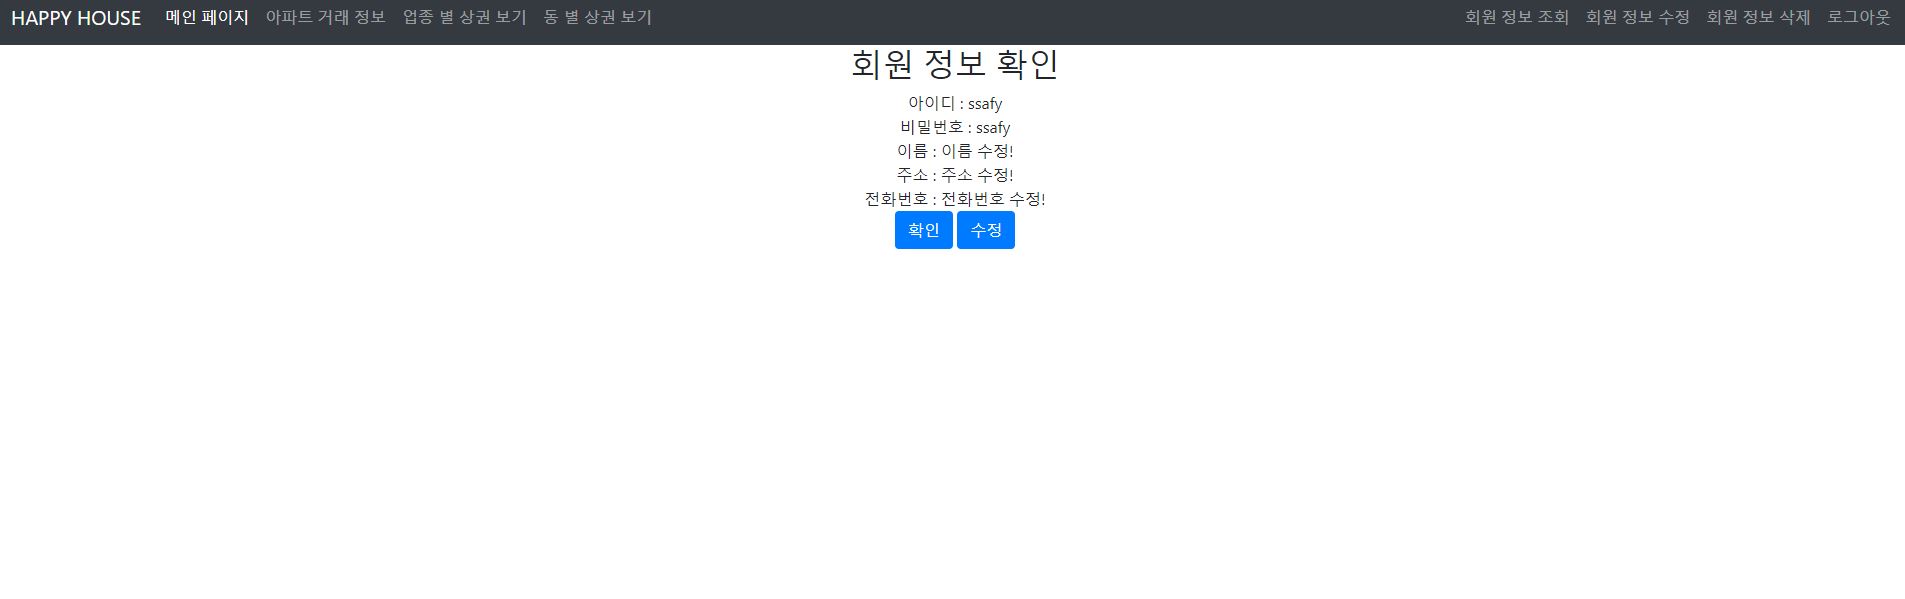 HAPPY HOUSE 메인 페이지 아파트 거래 정보 업종 별 상권 보기 동 별 상권 보기 회원 정보 조회 회원 정보 수정 회원 정보 삭제 로그아웃
회원 정보 확인
아이디 : ssafy
비밀번호 : ssafy
이름 : 이름 수정!
주소 : 주소 수정!
전화번호 : 전화번호 수정!
확인 수정